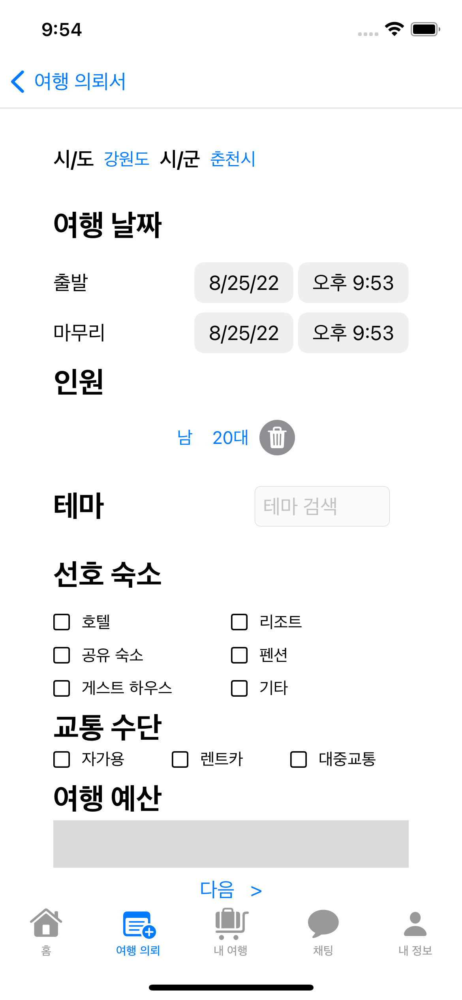 9:54
여행 의뢰서
시/도 강원도 시/군 춘천시
여행 날짜
출발 8/25/22 오후 9:53
마무리 8/25/22 오후 9:53
인원
남 20대
테마 테마 검색
선호 숙소
호텔 리조트
공유 숙소 펜션
게스트 하우스 기타
교통 수단
자가용 렌트카 대중교통
여행 예산
다음 >
홈 여행 의뢰 내 여행 채팅 내 정보